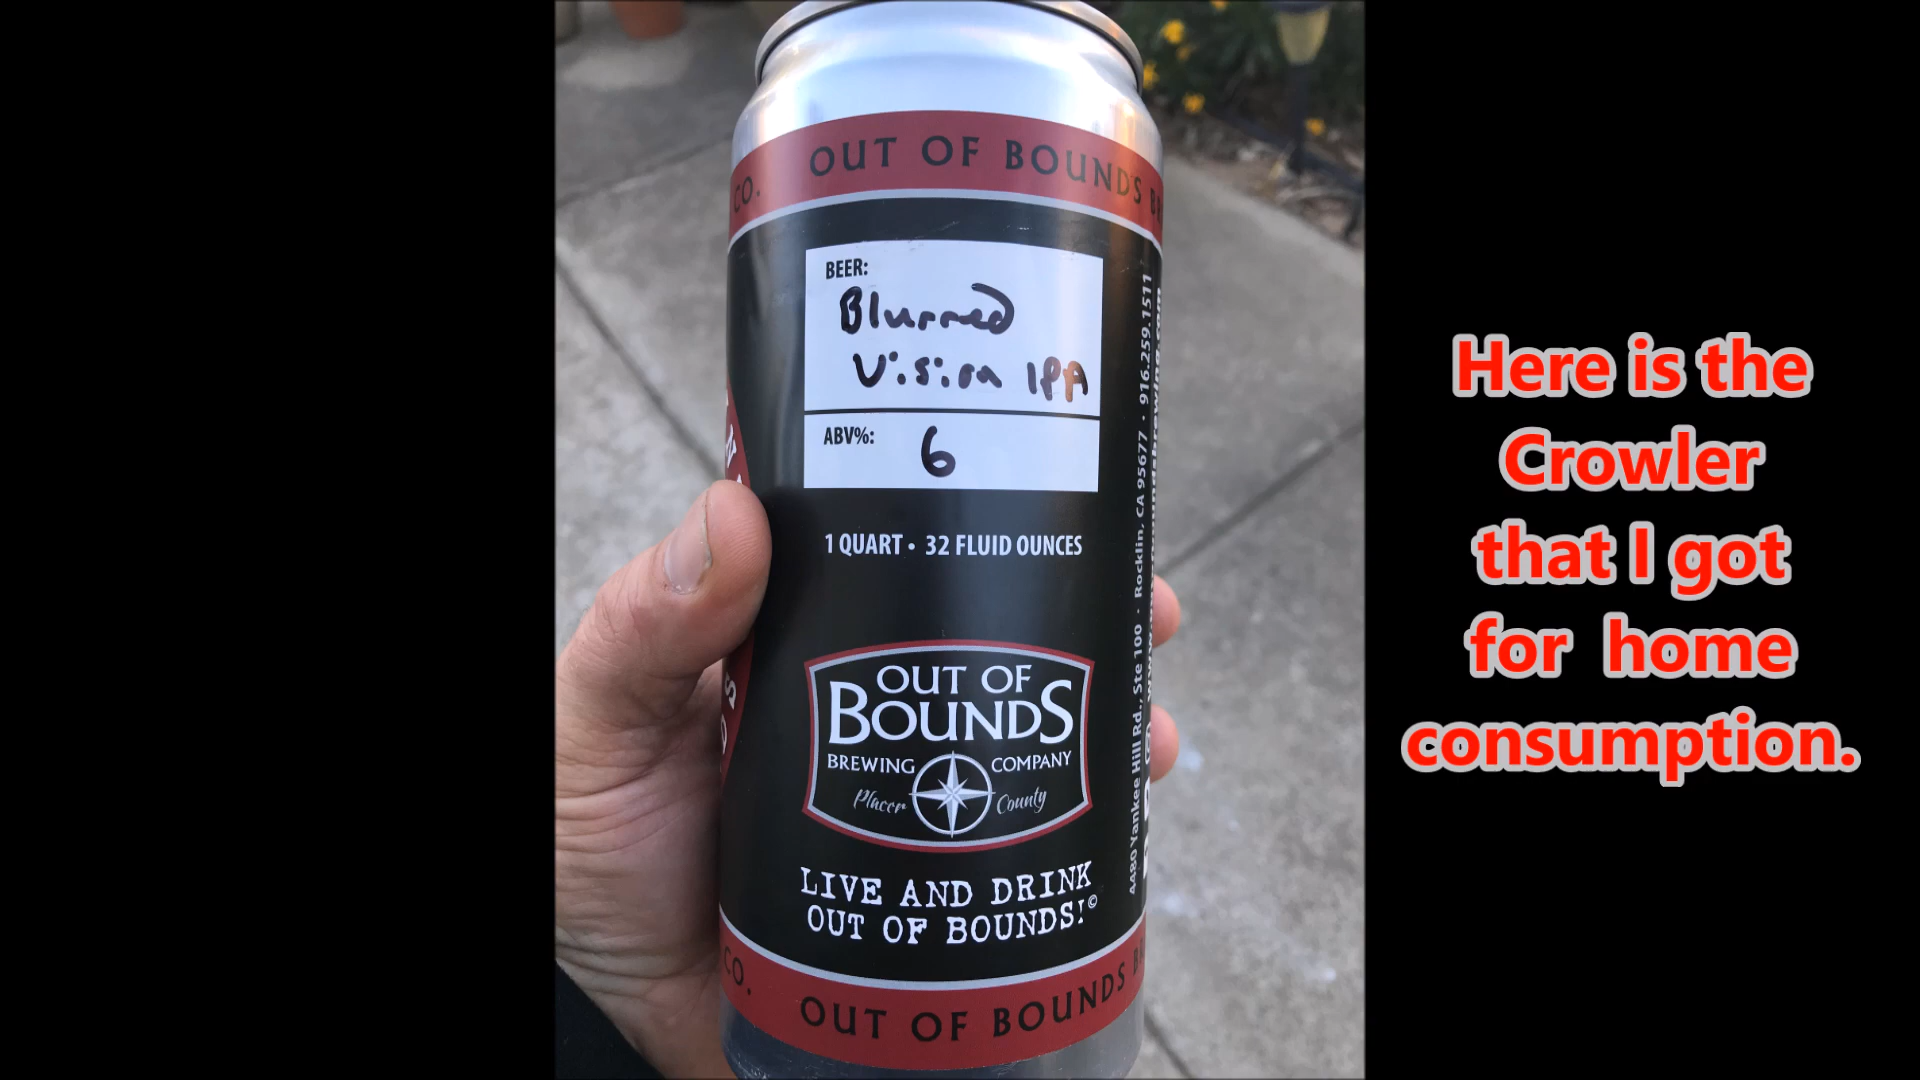 CO. OUT OF BOUNDS
BEER:
Blurred
Vision IPA
ABV%:
6
1 QUART • 32 FLUID OUNCES
OUT OF
BOUNDS
BREWING COMPANY
Placer County
LIVE AND DRINK
OUT OF BOUNDS!©
CO. OUT OF BOUNDS
4480 Yankee Hill Rd., Ste 100 · Rocklin, CA 95677 · 916.259.1511
Here is the
Crowler
that I got
for home
consumption.